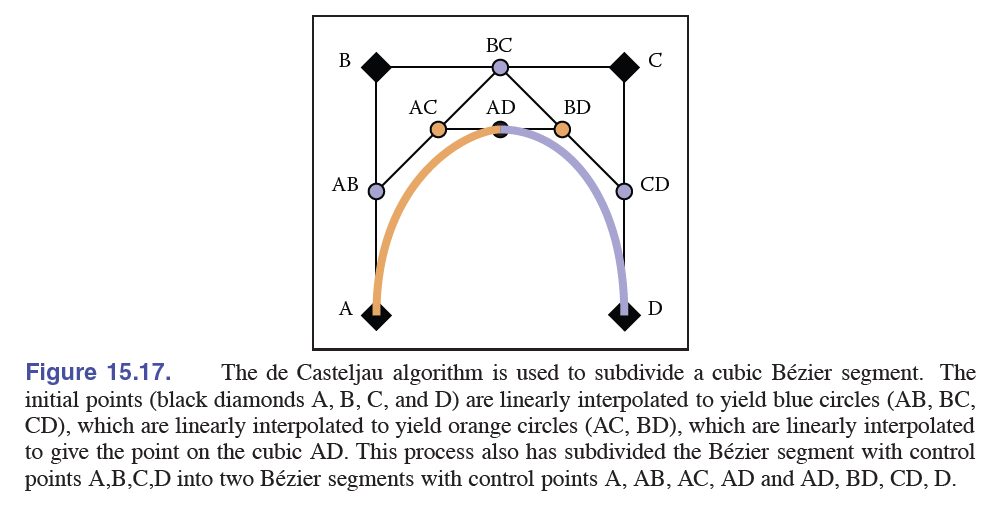 BC
B
C
AC AD BD
AB
CD
A
D
Figure 15.17. The de Casteljau algorithm is used to subdivide a cubic Bézier segment. The
initial points (black diamonds A, B, C, and D) are linearly interpolated to yield blue circles (AB, BC,
CD), which are linearly interpolated to yield orange circles (AC, BD), which are linearly interpolated
to give the point on the cubic AD. This process also has subdivided the Bézier segment with control
points A,B,C,D into two Bézier segments with control points A, AB, AC, AD and AD, BD, CD, D.